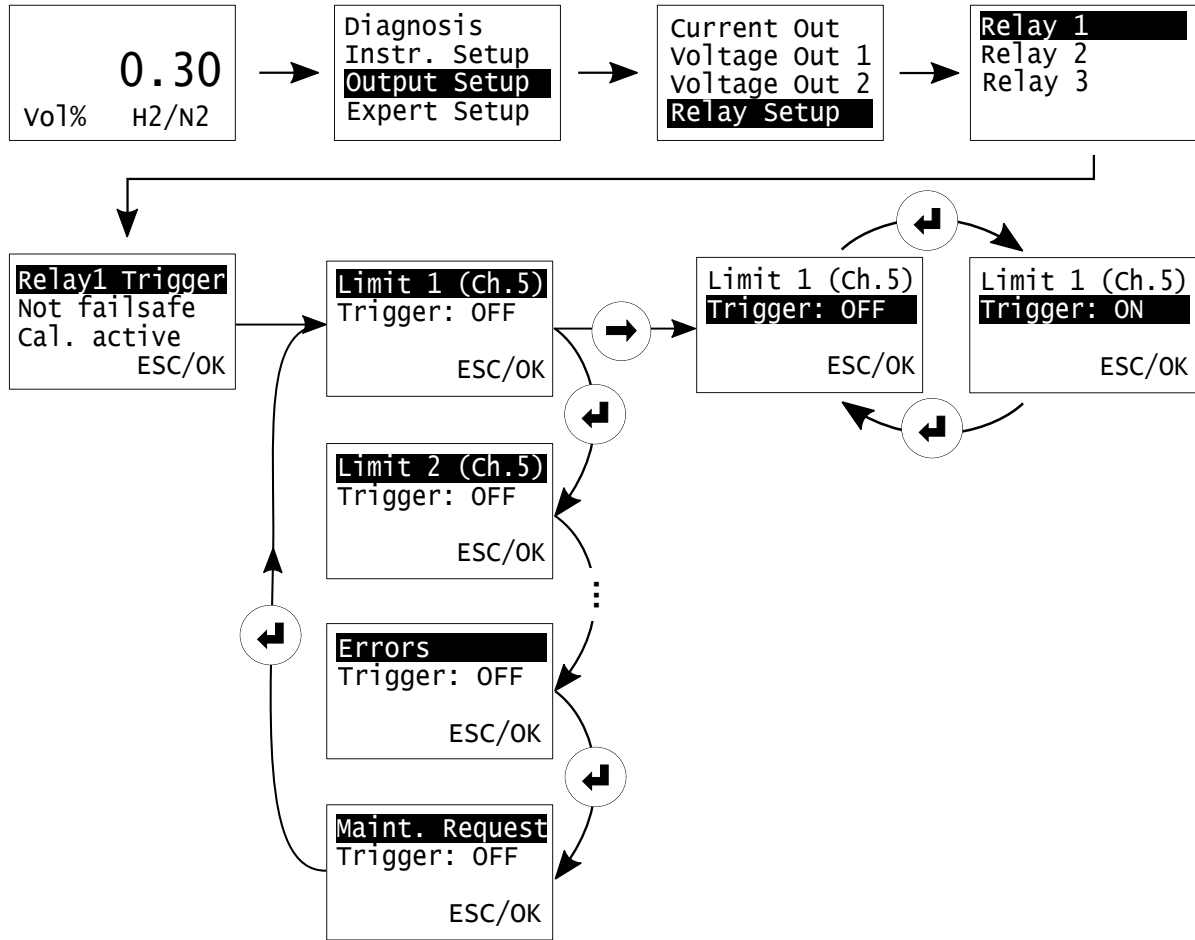 0.30
Vol% H2/N2
Diagnosis
Instr. Setup
Output Setup
Expert Setup
Current Out
Voltage Out 1
Voltage Out 2
Relay Setup
Relay 1
Relay 2
Relay 3
Relay1 Trigger
Not failsafe
Cal. active
ESC/OK
Limit 1 (Ch.5)
Trigger: OFF
ESC/OK
Limit 1 (Ch.5)
Trigger: OFF
ESC/OK
Limit 1 (Ch.5)
Trigger: ON
ESC/OK
Limit 2 (Ch.5)
Trigger: OFF
ESC/OK
...
Errors
Trigger: OFF
ESC/OK
Maint. Request
Trigger: OFF
ESC/OK